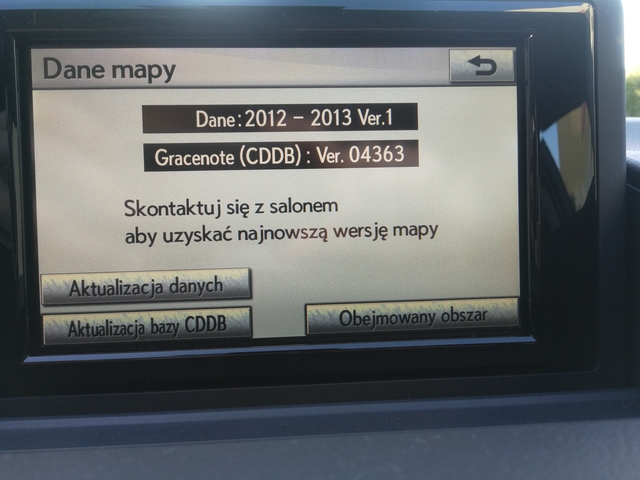 Dane mapy
Dane: 2012 - 2013 Ver.1
Gracenote (CDDB) : Ver. 04363
Skontaktuj się z salonem
aby uzyskać najnowszą wersję mapy
Aktualizacja danych
Aktualizacja bazy CDDB
Obejmowany obszar